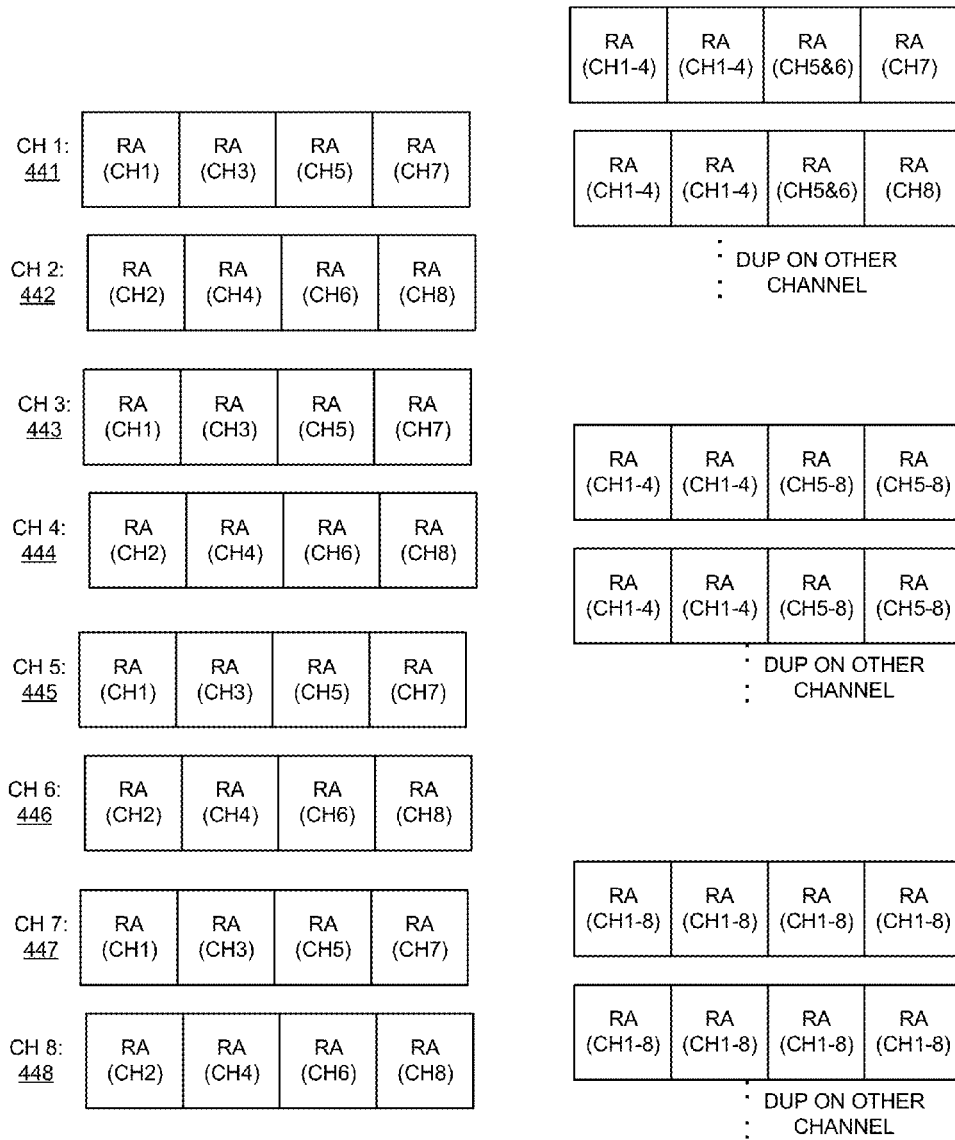 CH 1:
441
RA RA RA RA
(CH1) (CH3) (CH5) (CH7)
CH 2:
442
RA RA RA RA
(CH2) (CH4) (CH6) (CH8)
CH 3:
443
RA RA RA RA
(CH1) (CH3) (CH5) (CH7)
CH 4:
444
RA RA RA RA
(CH2) (CH4) (CH6) (CH8)
CH 5:
445
RA RA RA RA
(CH1) (CH3) (CH5) (CH7)
CH 6:
446
RA RA RA RA
(CH2) (CH4) (CH6) (CH8)
CH 7:
447
RA RA RA RA
(CH1) (CH3) (CH5) (CH7)
CH 8:
448
RA RA RA RA
(CH2) (CH4) (CH6) (CH8)
RA RA RA RA
(CH1-4) (CH1-4) (CH5&6) (CH7)
RA RA RA RA
(CH1-4) (CH1-4) (CH5&6) (CH8)
DUP ON OTHER
CHANNEL
RA RA RA RA
(CH1-4) (CH1-4) (CH5-8) (CH5-8)
RA RA RA RA
(CH1-4) (CH1-4) (CH5-8) (CH5-8)
DUP ON OTHER
CHANNEL
RA RA RA RA
(CH1-8) (CH1-8) (CH1-8) (CH1-8)
RA RA RA RA
(CH1-8) (CH1-8) (CH1-8) (CH1-8)
DUP ON OTHER
CHANNEL